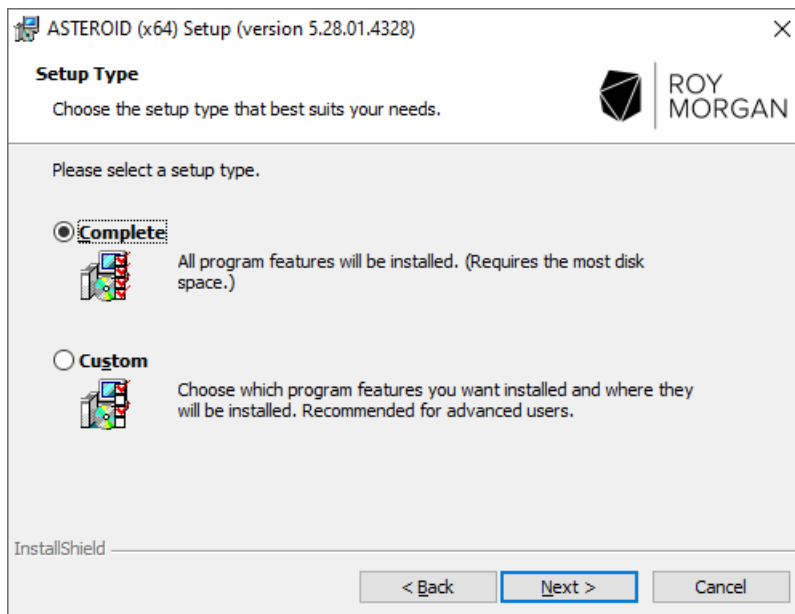 ASTEROID (x64) Setup (version 5.28.01.4328)
Setup Type
Choose the setup type that best suits your needs.
ROY
MORGAN
Please select a setup type.
Complete
All program features will be installed. (Requires the most disk
space.)
Custom
Choose which program features you want installed and where they
will be installed. Recommended for advanced users.
InstallShield
< Back
Next >
Cancel